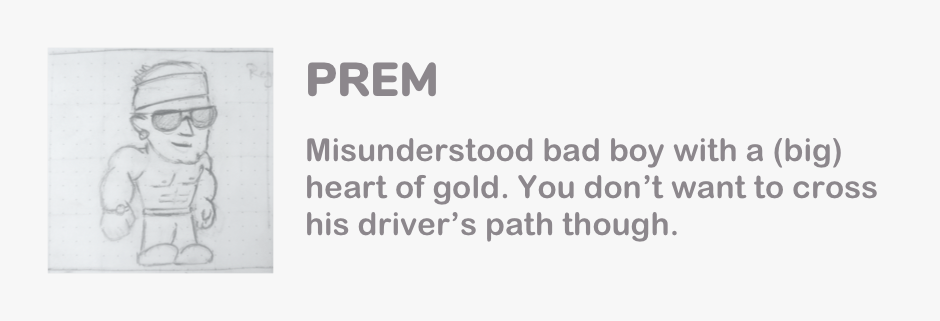 PREM
Misunderstood bad boy with a (big)
heart of gold. You don’t want to cross
his driver’s path though.